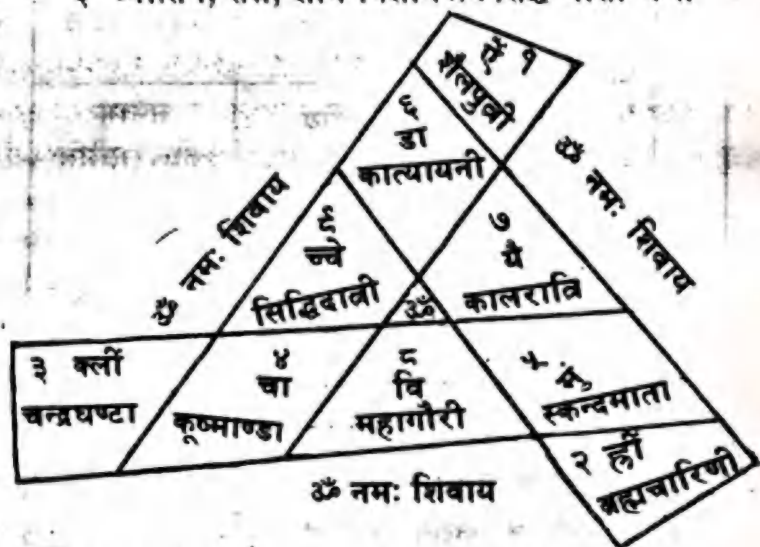 ऐं १
शैलपुत्री
६
डा
कात्यायनी
ॐ नमः शिवाय
ॐ नमः शिवाय
९
च्चे
सिद्धिदात्री
७
यै
कालरात्रि
ॐ
३ क्लीं
चन्द्रघण्टा
४
चा
कूष्माण्डा
८
वि
महागौरी
५ मुं
स्कन्दमाता
२ ह्रीं
ब्रह्मचारिणी
ॐ नमः शिवाय